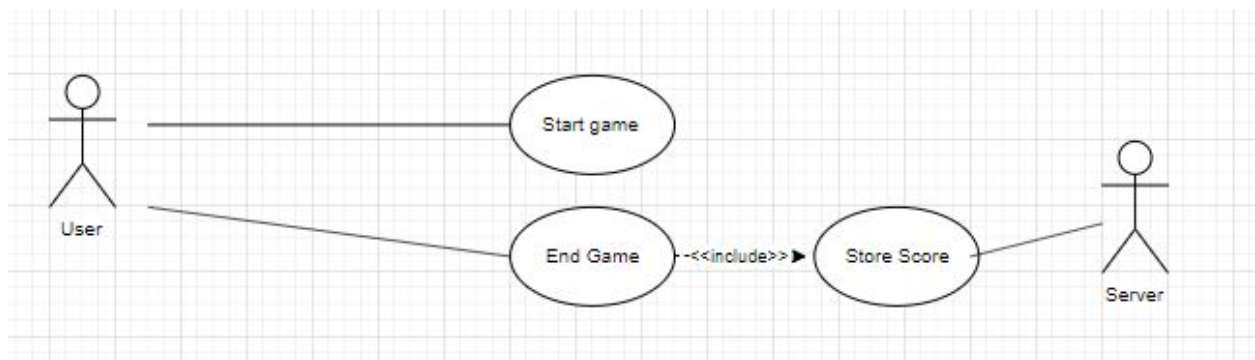 Start game
User
End Game
<<include>>
Store Score
Server